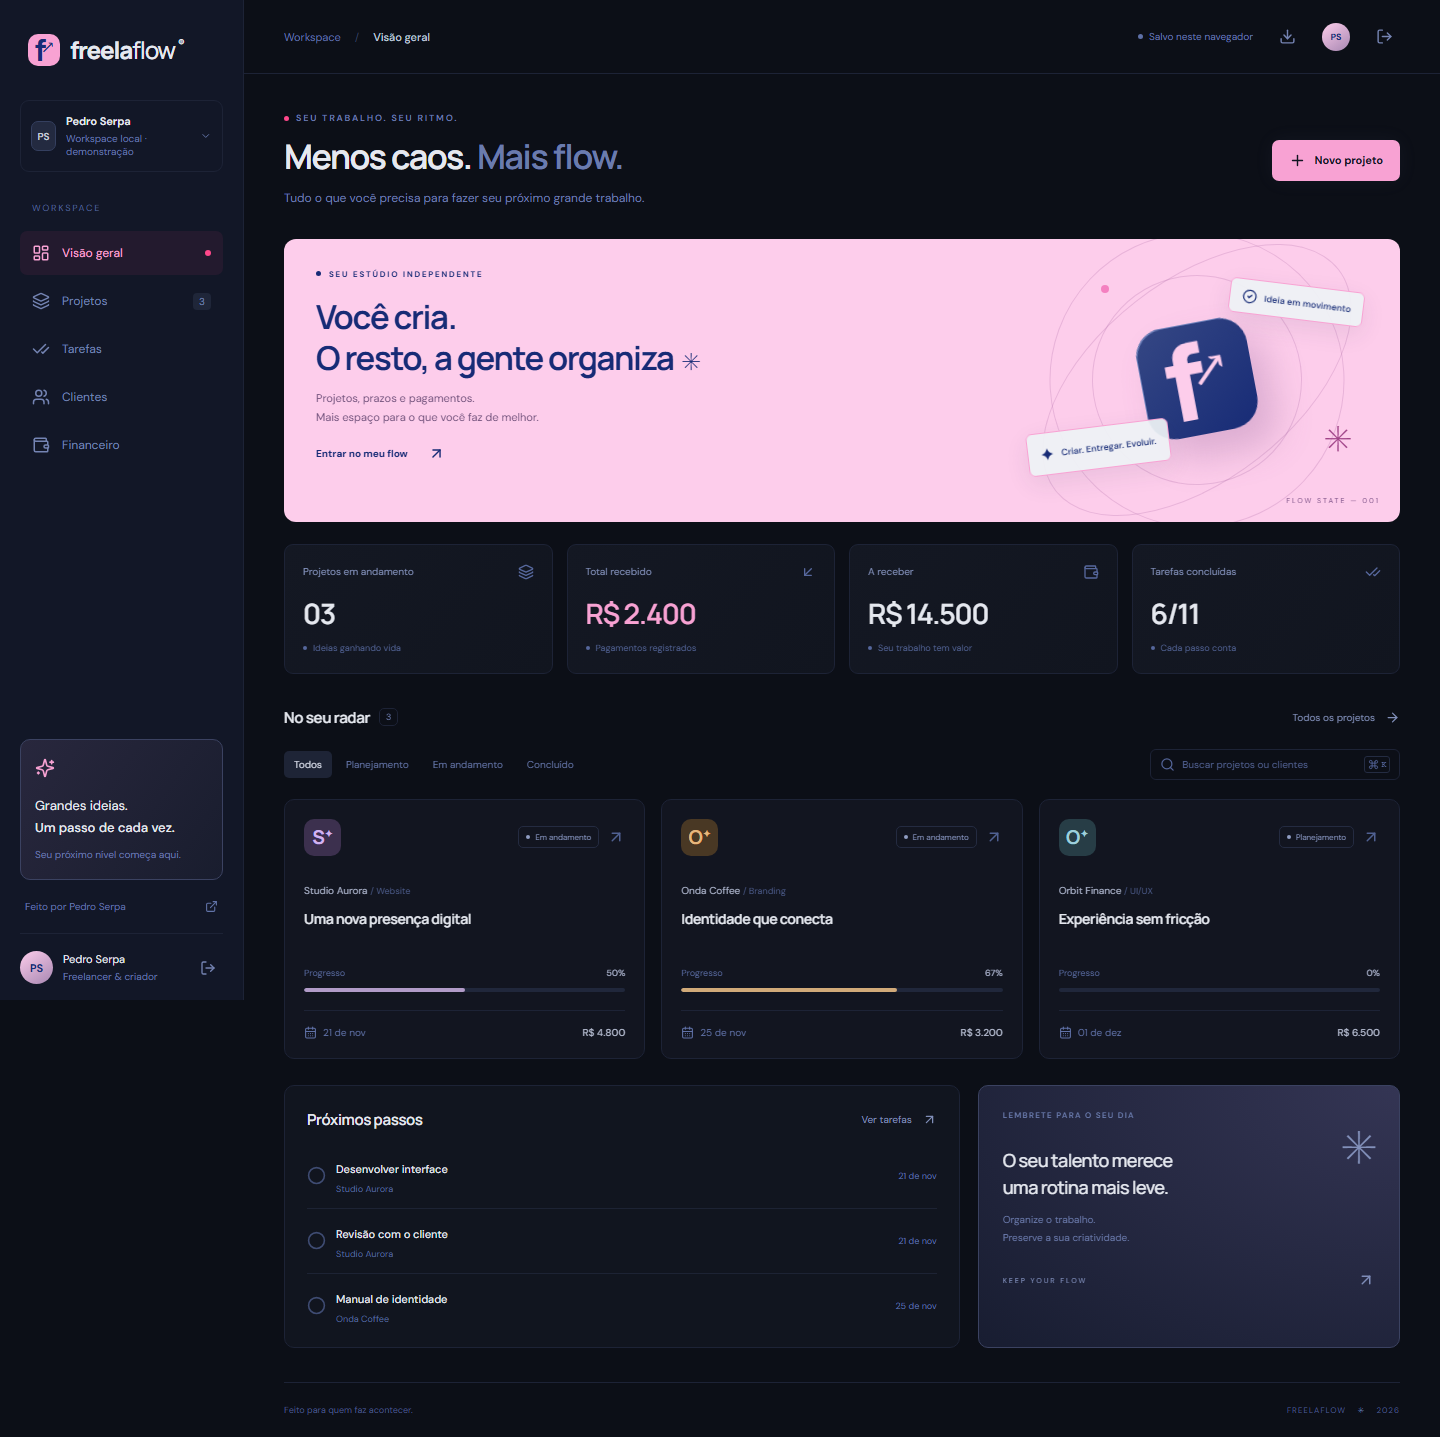 freelaflow
PS
Pedro Serpa
Workspace local ·
demonstração
WORKSPACE
Visão geral
Projetos
3
Tarefas
Clientes
Financeiro
Grandes ideias.
Um passo de cada vez.
Seu próximo nível começa aqui.
Feito por Pedro Serpa
PS
Pedro Serpa
Freelancer & criador
Workspace / Visão geral
Salvo neste navegador
PS
SEU TRABALHO. SEU RITMO.
Menos caos. Mais flow.
Tudo o que você precisa para fazer seu próximo grande trabalho.
Novo projeto
SEU ESTÚDIO INDEPENDENTE
Você cria.
O resto, a gente organiza
Projetos, prazos e pagamentos.
Mais espaço para o que você faz de melhor.
Entrar no meu flow
Ideia em movimento
f
Criar. Entregar. Evoluir.
FLOW STATE — 001
Projetos em andamento
03
Ideias ganhando vida
Total recebido
R$ 2.400
Pagamentos registrados
A receber
R$ 14.500
Seu trabalho tem valor
Tarefas concluídas
6/11
Cada passo conta
No seu radar
3
Todos os projetos
Todos
Planejamento
Em andamento
Concluído
Buscar projetos ou clientes
⌘ K
S
Em andamento
Studio Aurora / Website
Uma nova presença digital
Progresso
50%
21 de nov
R$ 4.800
O
Em andamento
Onda Coffee / Branding
Identidade que conecta
Progresso
67%
25 de nov
R$ 3.200
O
Planejamento
Orbit Finance / UI/UX
Experiência sem fricção
Progresso
0%
01 de dez
R$ 6.500
Próximos passos
Ver tarefas
Desenvolver interface
Studio Aurora
21 de nov
Revisão com o cliente
Studio Aurora
21 de nov
Manual de identidade
Onda Coffee
25 de nov
LEMBRETE PARA O SEU DIA
O seu talento merece
uma rotina mais leve.
Organize o trabalho.
Preserve a sua criatividade.
KEEP YOUR FLOW
Feito para quem faz acontecer.
FREELAFLOW
2026